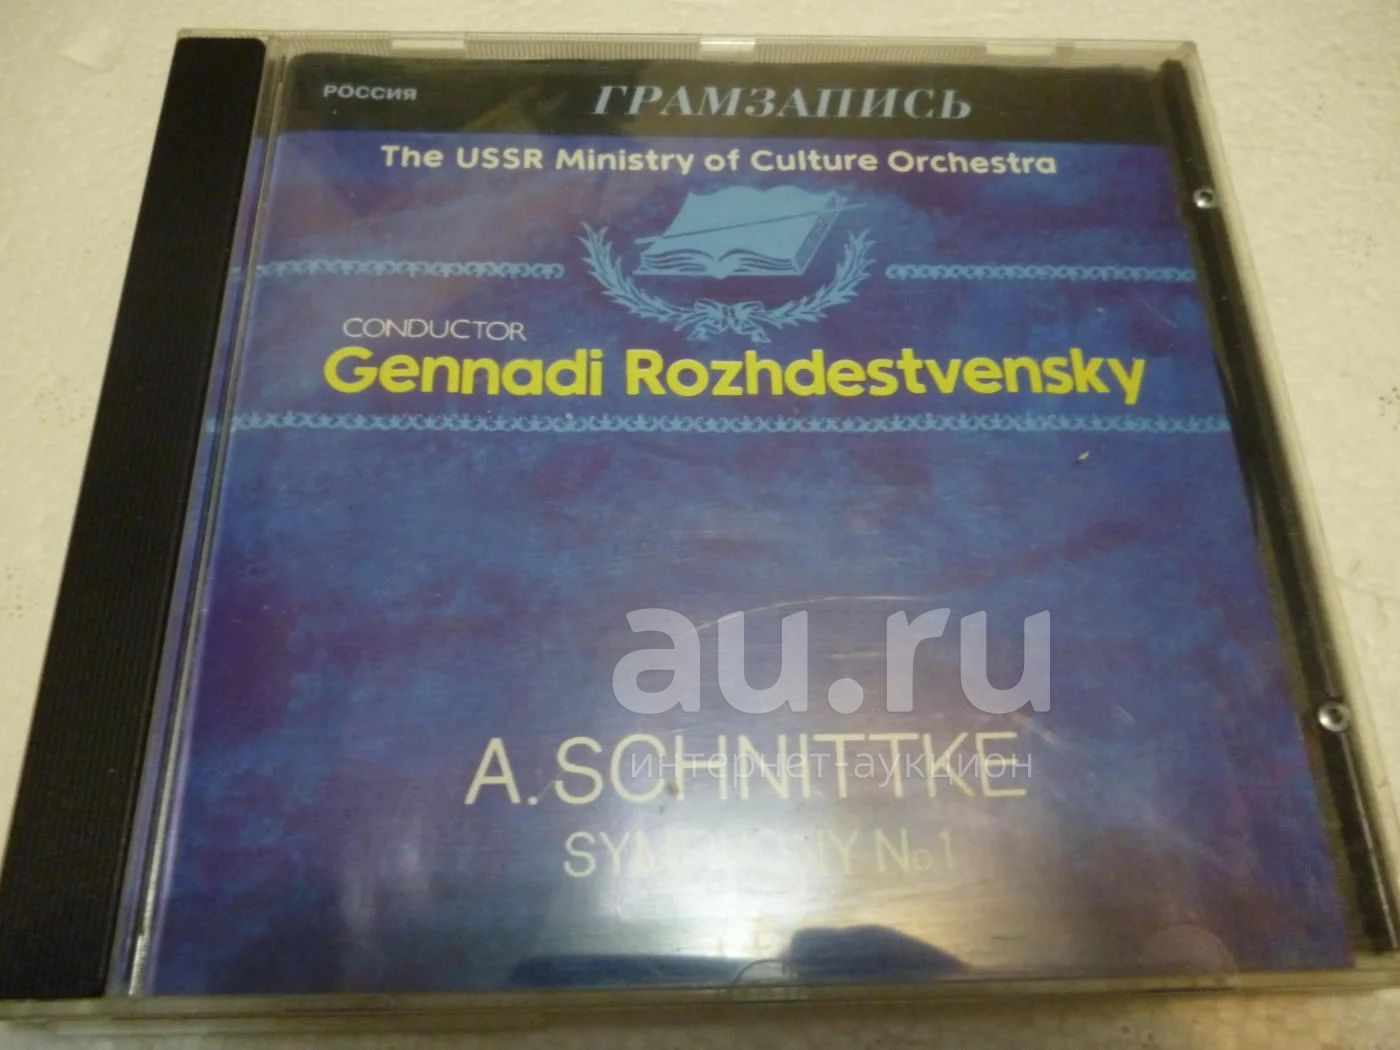 РОССИЯ
ГРАМЗАПИСЬ
The USSR Ministry of Culture Orchestra
CONDUCTOR
Gennadi Rozhdestvensky
au.ru
интернет-аукцион
A. SCHNITTKE
SYMPHONY No 1